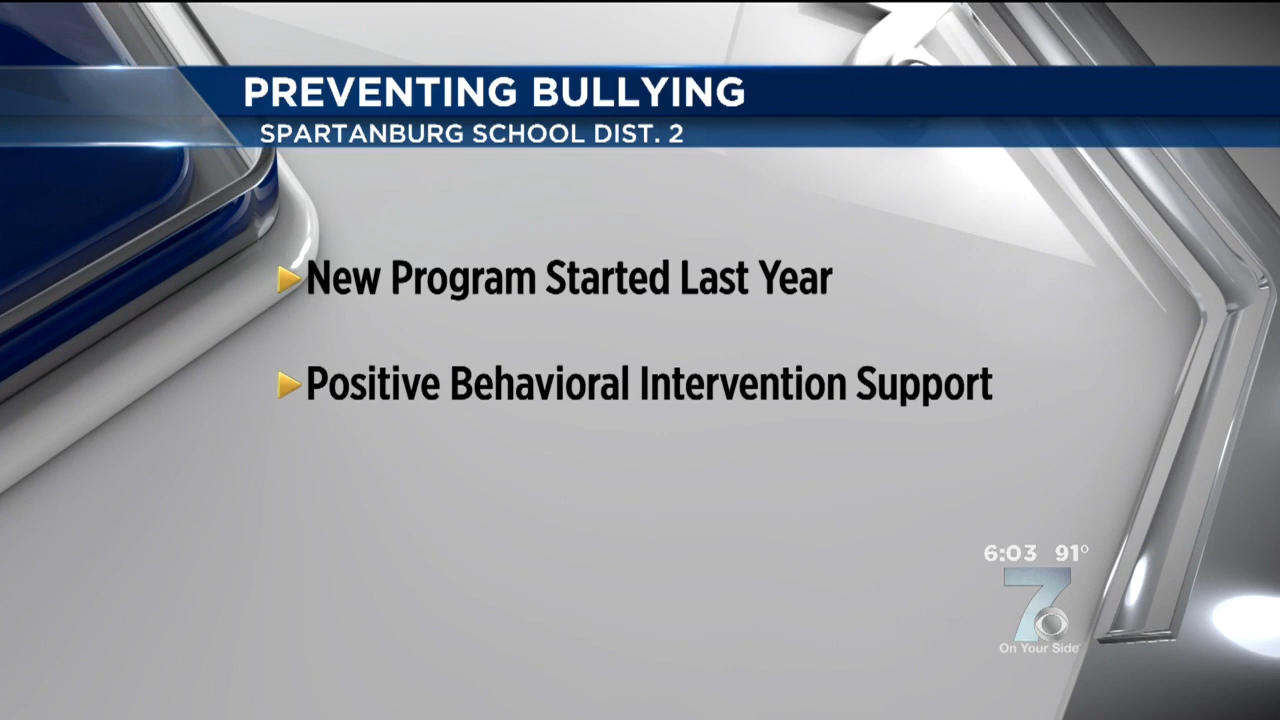 PREVENTING BULLYING
SPARTANBURG SCHOOL DIST. 2
New Program Started Last Year
Positive Behavioral Intervention Support
6:03 91°
7
On Your Side